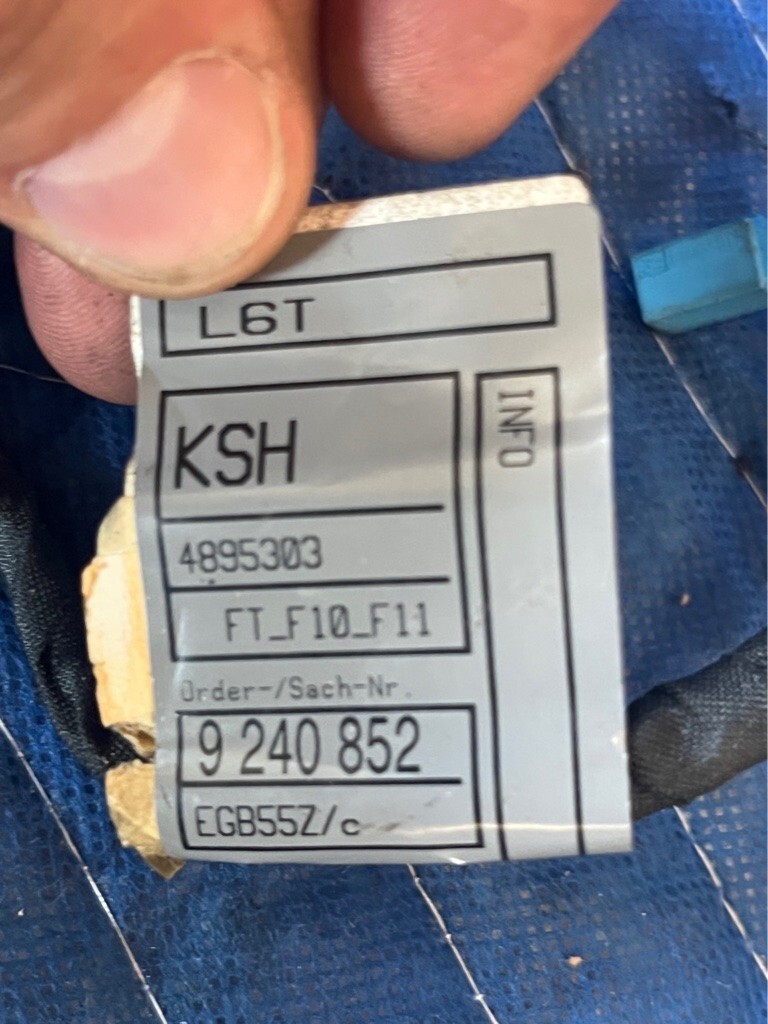 L6T
KSH
INFO
4895303
FT_F10_F11
Order-/Sach-Nr.
9 240 852
EGB55Z/c